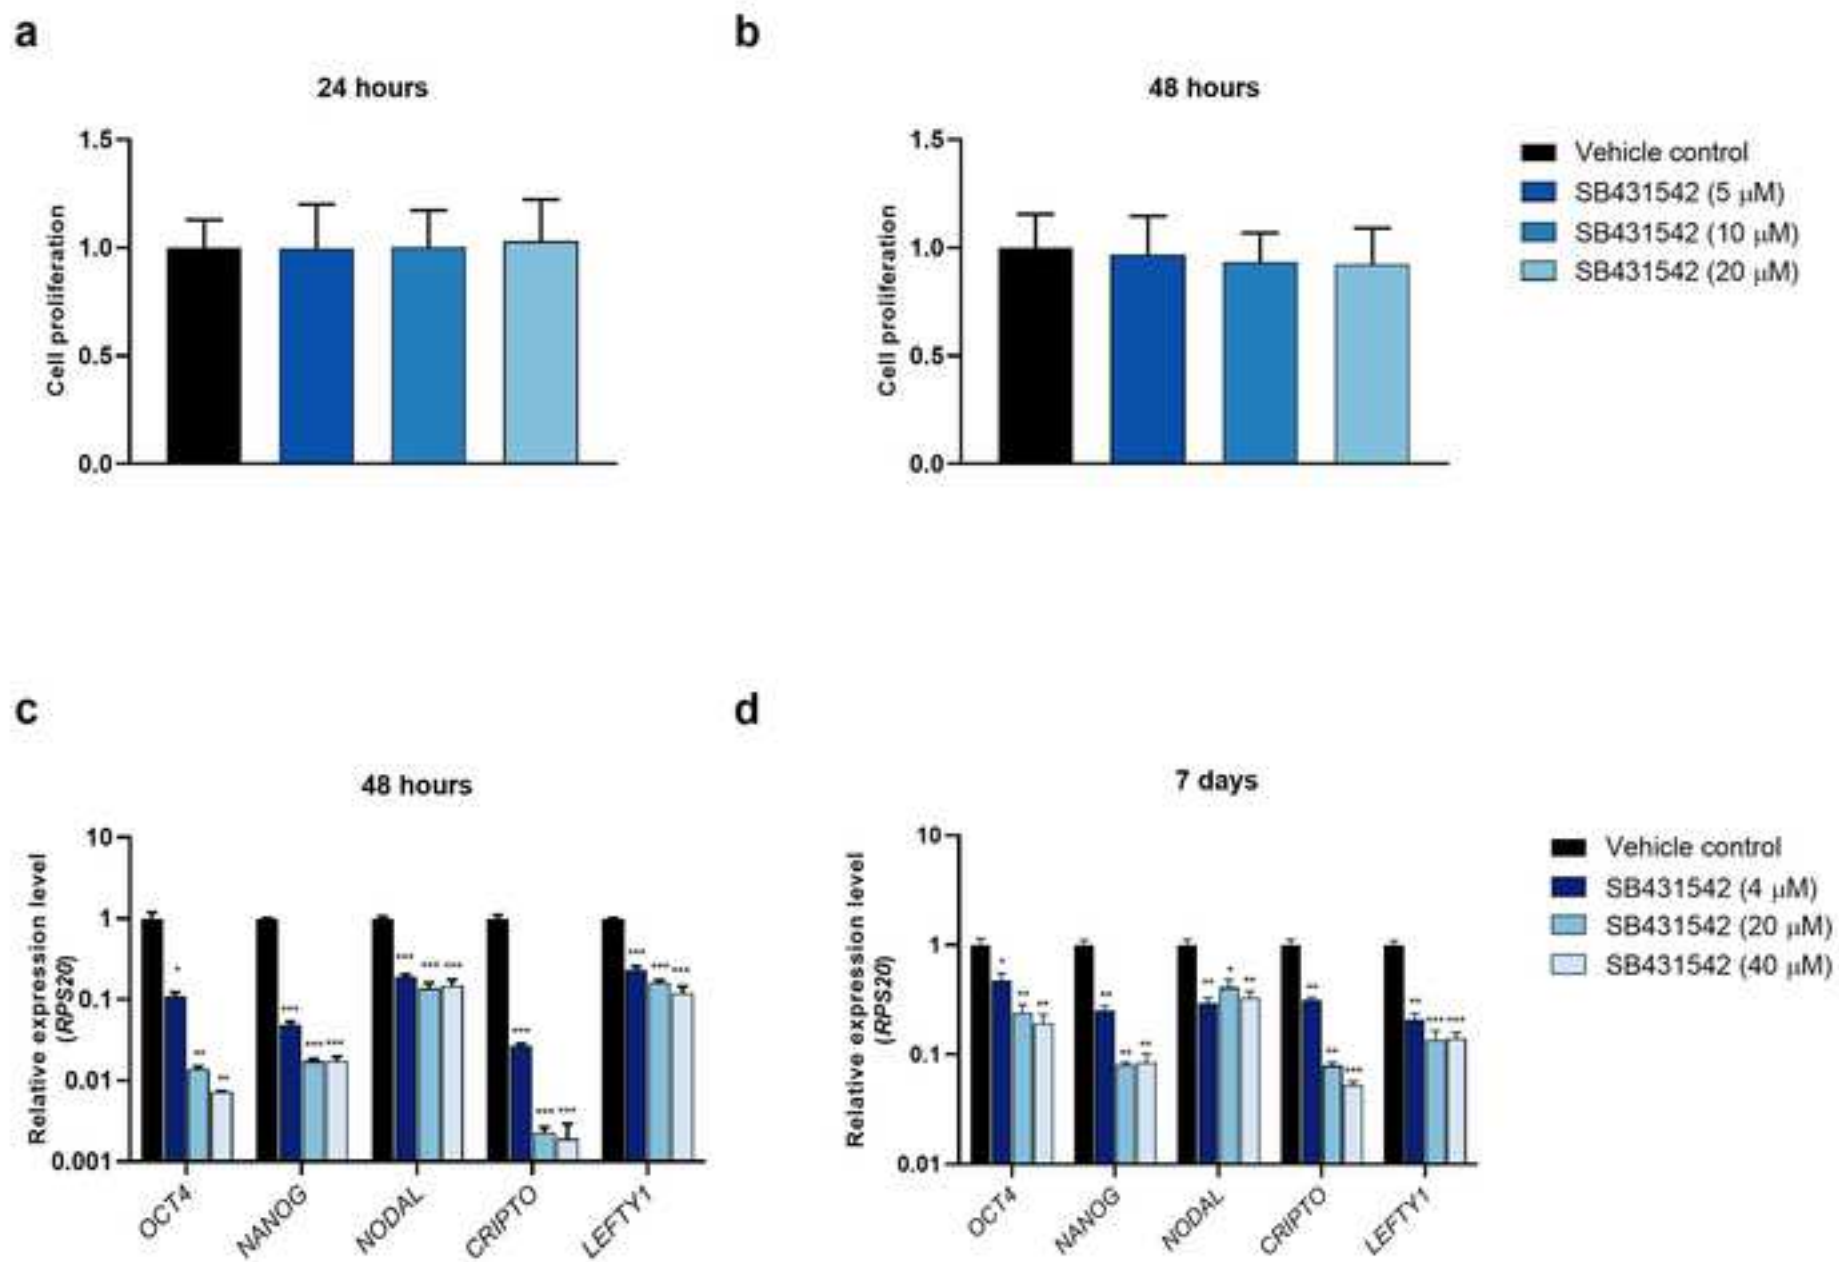 a
b
24 hours
48 hours
1.5
1.0
0.5
0.0
Cell proliferation
1.5
1.0
0.5
0.0
Cell proliferation
Vehicle control
SB431542 (5 µM)
SB431542 (10 µM)
SB431542 (20 µM)
c
d
48 hours
7 days
10
1
0.1
0.01
0.001
Relative expression level
(RPS20)
* ** **
*** *** ***
*** *** ***
*** *** ***
*** *** ***
OCT4
NANOG
NODAL
CRIPTO
LEFTY1
10
1
0.1
0.01
Relative expression level
(RPS20)
* ** **
** ** **
** * **
** ** ***
** *** ***
OCT4
NANOG
NODAL
CRIPTO
LEFTY1
Vehicle control
SB431542 (4 µM)
SB431542 (20 µM)
SB431542 (40 µM)